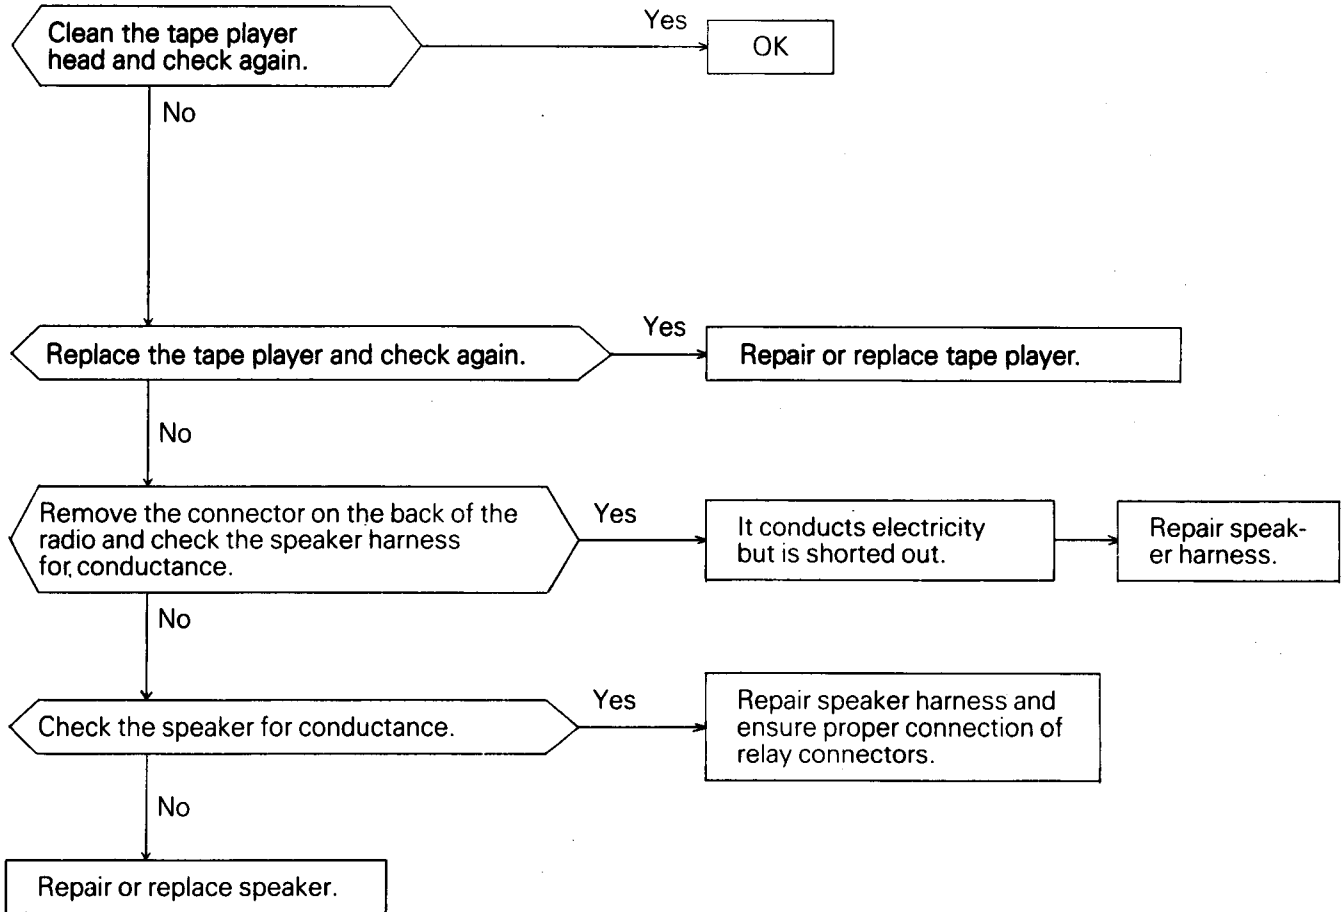 Clean the tape player
head and check again.
Yes
OK
No
Replace the tape player and check again.
Yes
Repair or replace tape player.
No
Remove the connector on the back of the
radio and check the speaker harness
for conductance.
Yes
It conducts electricity
but is shorted out.
Repair speak-
er harness.
No
Check the speaker for conductance.
Yes
Repair speaker harness and
ensure proper connection of
relay connectors.
No
Repair or replace speaker.